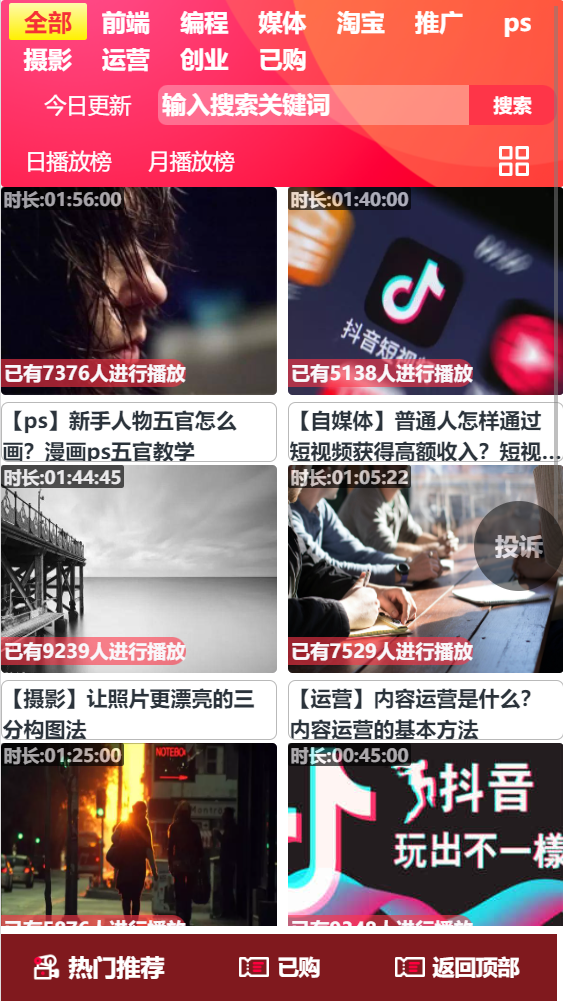 全部 前端 编程 媒体 淘宝 推广 ps
摄影 运营 创业 已购
今日更新 输入搜索关键词 搜索
日播放榜 月播放榜
时长:01:56:00
已有7376人进行播放
【ps】新手人物五官怎么
画？漫画ps五官教学
时长:01:40:00
抖音短视
已有5138人进行播放
【自媒体】普通人怎样通过
短视频获得高额收入？短视...
时长:01:44:45
已有9239人进行播放
【摄影】让照片更漂亮的三
分构图法
时长:01:05:22
投诉
已有7529人进行播放
【运营】内容运营是什么？
内容运营的基本方法
时长:01:25:00
NOTEBO
时长:00:45:00
抖音
玩出不一樣
热门推荐 已购 返回顶部